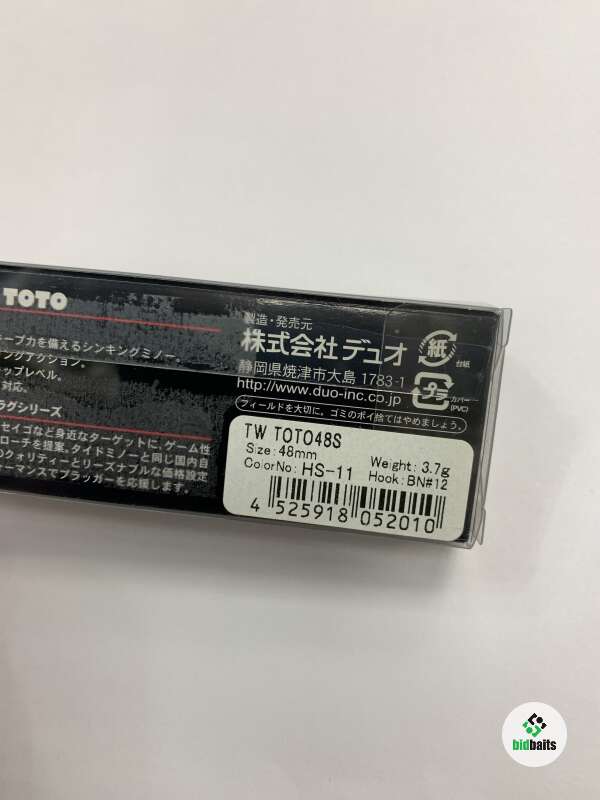 TOTO
ープ力を備えるシンキングミノー。
ングアクション。
ップレベル。
対応。
ラグシリーズ
セイゴなど身近なターゲットに、ゲーム性
ローチを提案。タイドミノーと同じ国内自
のクォリティーとリーズナブルな価格設定
ォーマンスでプラッガーを応援します。
製造・発売元
株式会社デュオ
静岡県焼津市大島 1783-1
http://www.duo-inc.co.jp
フィールドを大切に。ゴミのポイ捨てはやめましょう。
紙
台紙
プラ
カバー
(PVC)
TW TOTO48S
Size: 48mm Weight: 3.7g
ColorNo: HS-11 Hook: BN#12
4 525918 052010
bidbaits